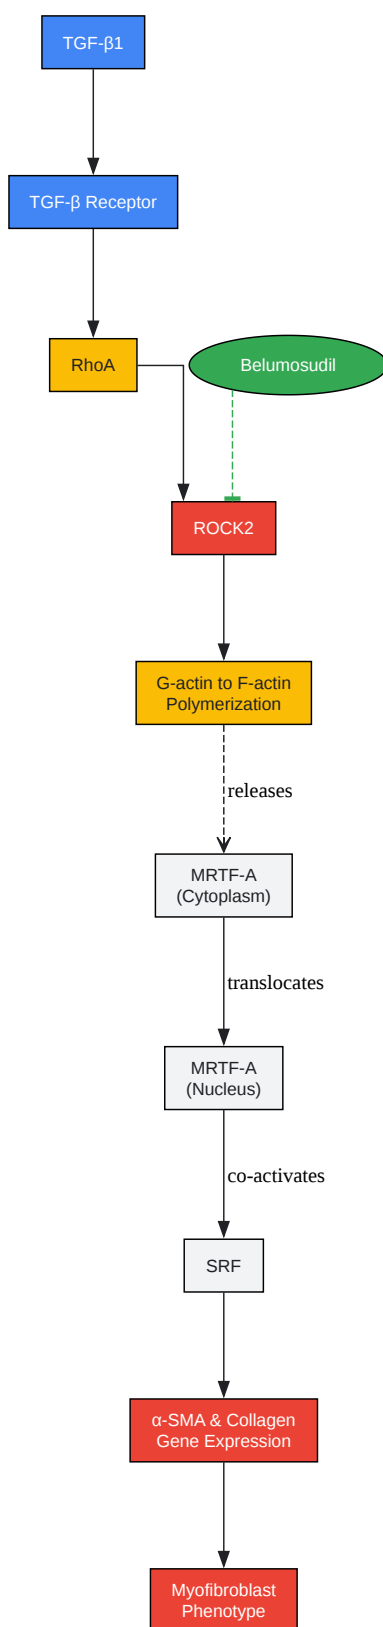 TGF-β1
TGF-β Receptor
RhoA
Belumosudil
ROCK2
G-actin to F-actin
Polymerization
releases
MRTF-A
(Cytoplasm)
translocates
MRTF-A
(Nucleus)
co-activates
SRF
α-SMA & Collagen
Gene Expression
Myofibroblast
Phenotype